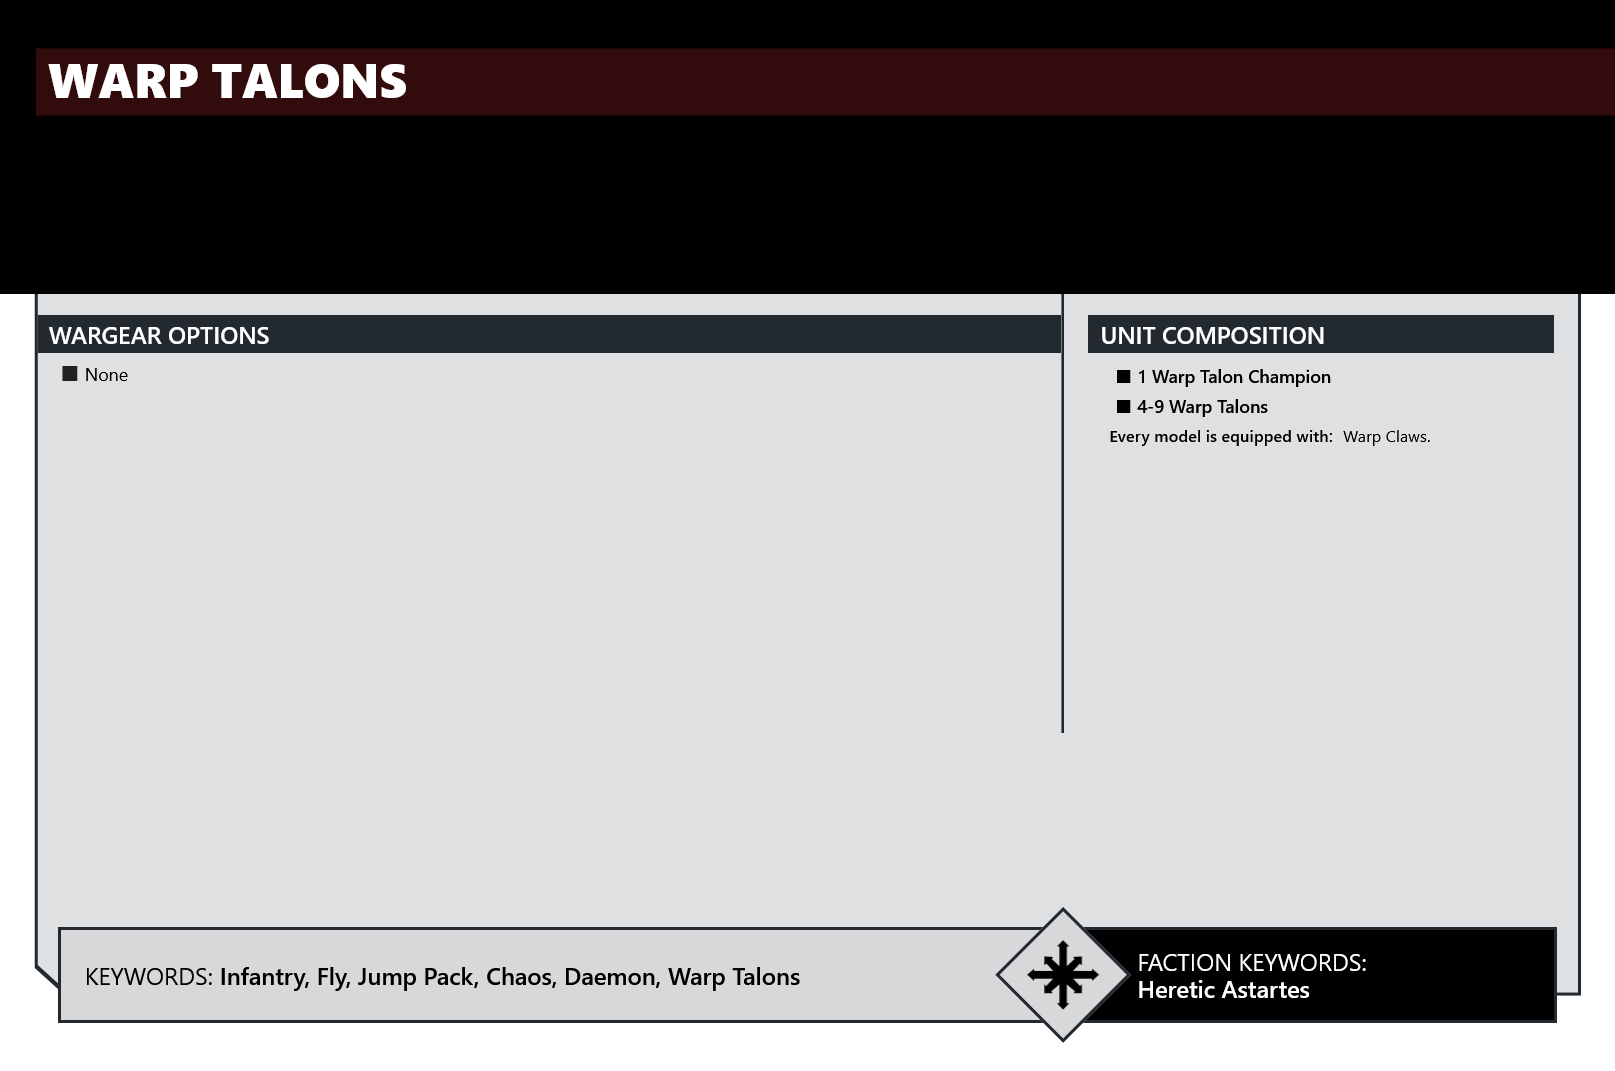 WARP TALONS
WARGEAR OPTIONS
None
UNIT COMPOSITION
1 Warp Talon Champion
4-9 Warp Talons
Every model is equipped with: Warp Claws.
KEYWORDS: Infantry, Fly, Jump Pack, Chaos, Daemon, Warp Talons
FACTION KEYWORDS:
Heretic Astartes